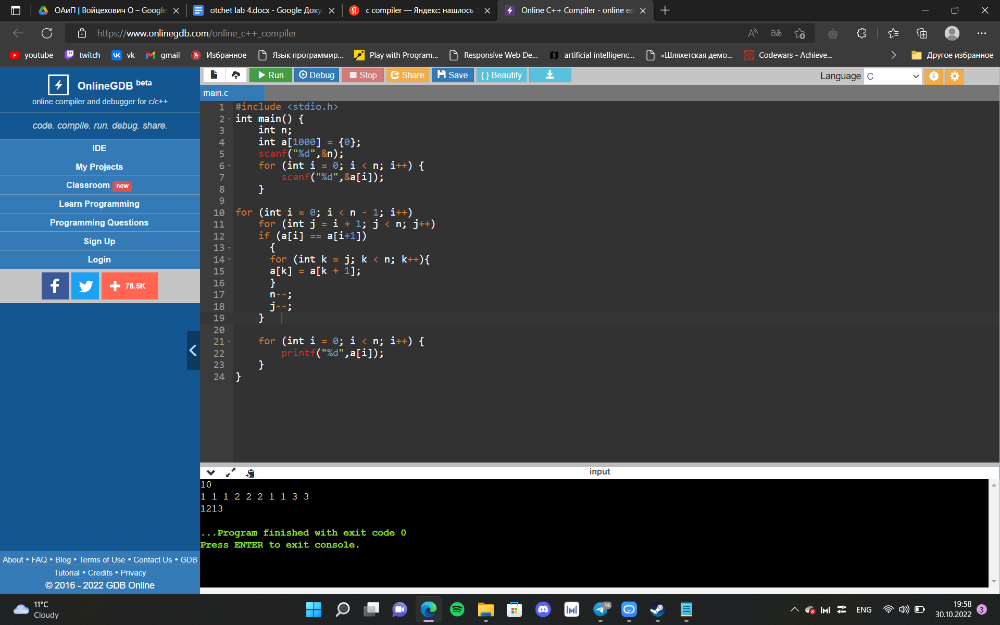 ОАиП | Войцехович О – Google
otchet lab 4.docx - Google Доку
Я
c compiler — Яндекс: нашлось 1
Online C++ Compiler - online ed
https://www.onlinegdb.com/online_c++_compiler
youtube
twitch
vk
gmail
Избранное
Язык программир...
Play with Program...
Responsive Web De...
artificial intelligenc...
«Шляхетская демо...
Codewars - Achieve...
Другое избранное
OnlineGDB beta
online compiler and debugger for c/c++
code. compile. run. debug. share.
IDE
My Projects
Classroom new
Learn Programming
Programming Questions
Sign Up
Login
78.5K
About • FAQ • Blog • Terms of Use • Contact Us • GDB
Tutorial • Credits • Privacy
© 2016 - 2022 GDB Online
Run
Debug
Stop
Share
Save
{ } Beautify
Language C
main.c
1 #include <stdio.h>
2 int main() {
3 int n;
4 int a[1000] = {0};
5 scanf("%d",&n);
6 for (int i = 0; i < n; i++) {
7 scanf("%d",&a[i]);
8 }
9
10 for (int i = 0; i < n - 1; i++)
11 for (int j = i + 1; j < n; j++)
12 if (a[i] == a[i+1])
13 {
14 for (int k = j; k < n; k++){
15 a[k] = a[k + 1];
16 }
17 n--;
18 j--;
19 }
20
21 for (int i = 0; i < n; i++) {
22 printf("%d",a[i]);
23 }
24 }
input
10
1 1 1 2 2 2 1 1 3 3
1213
...Program finished with exit code 0
Press ENTER to exit console.
11°C
Cloudy
96
ENG
19:58
30.10.2022
3